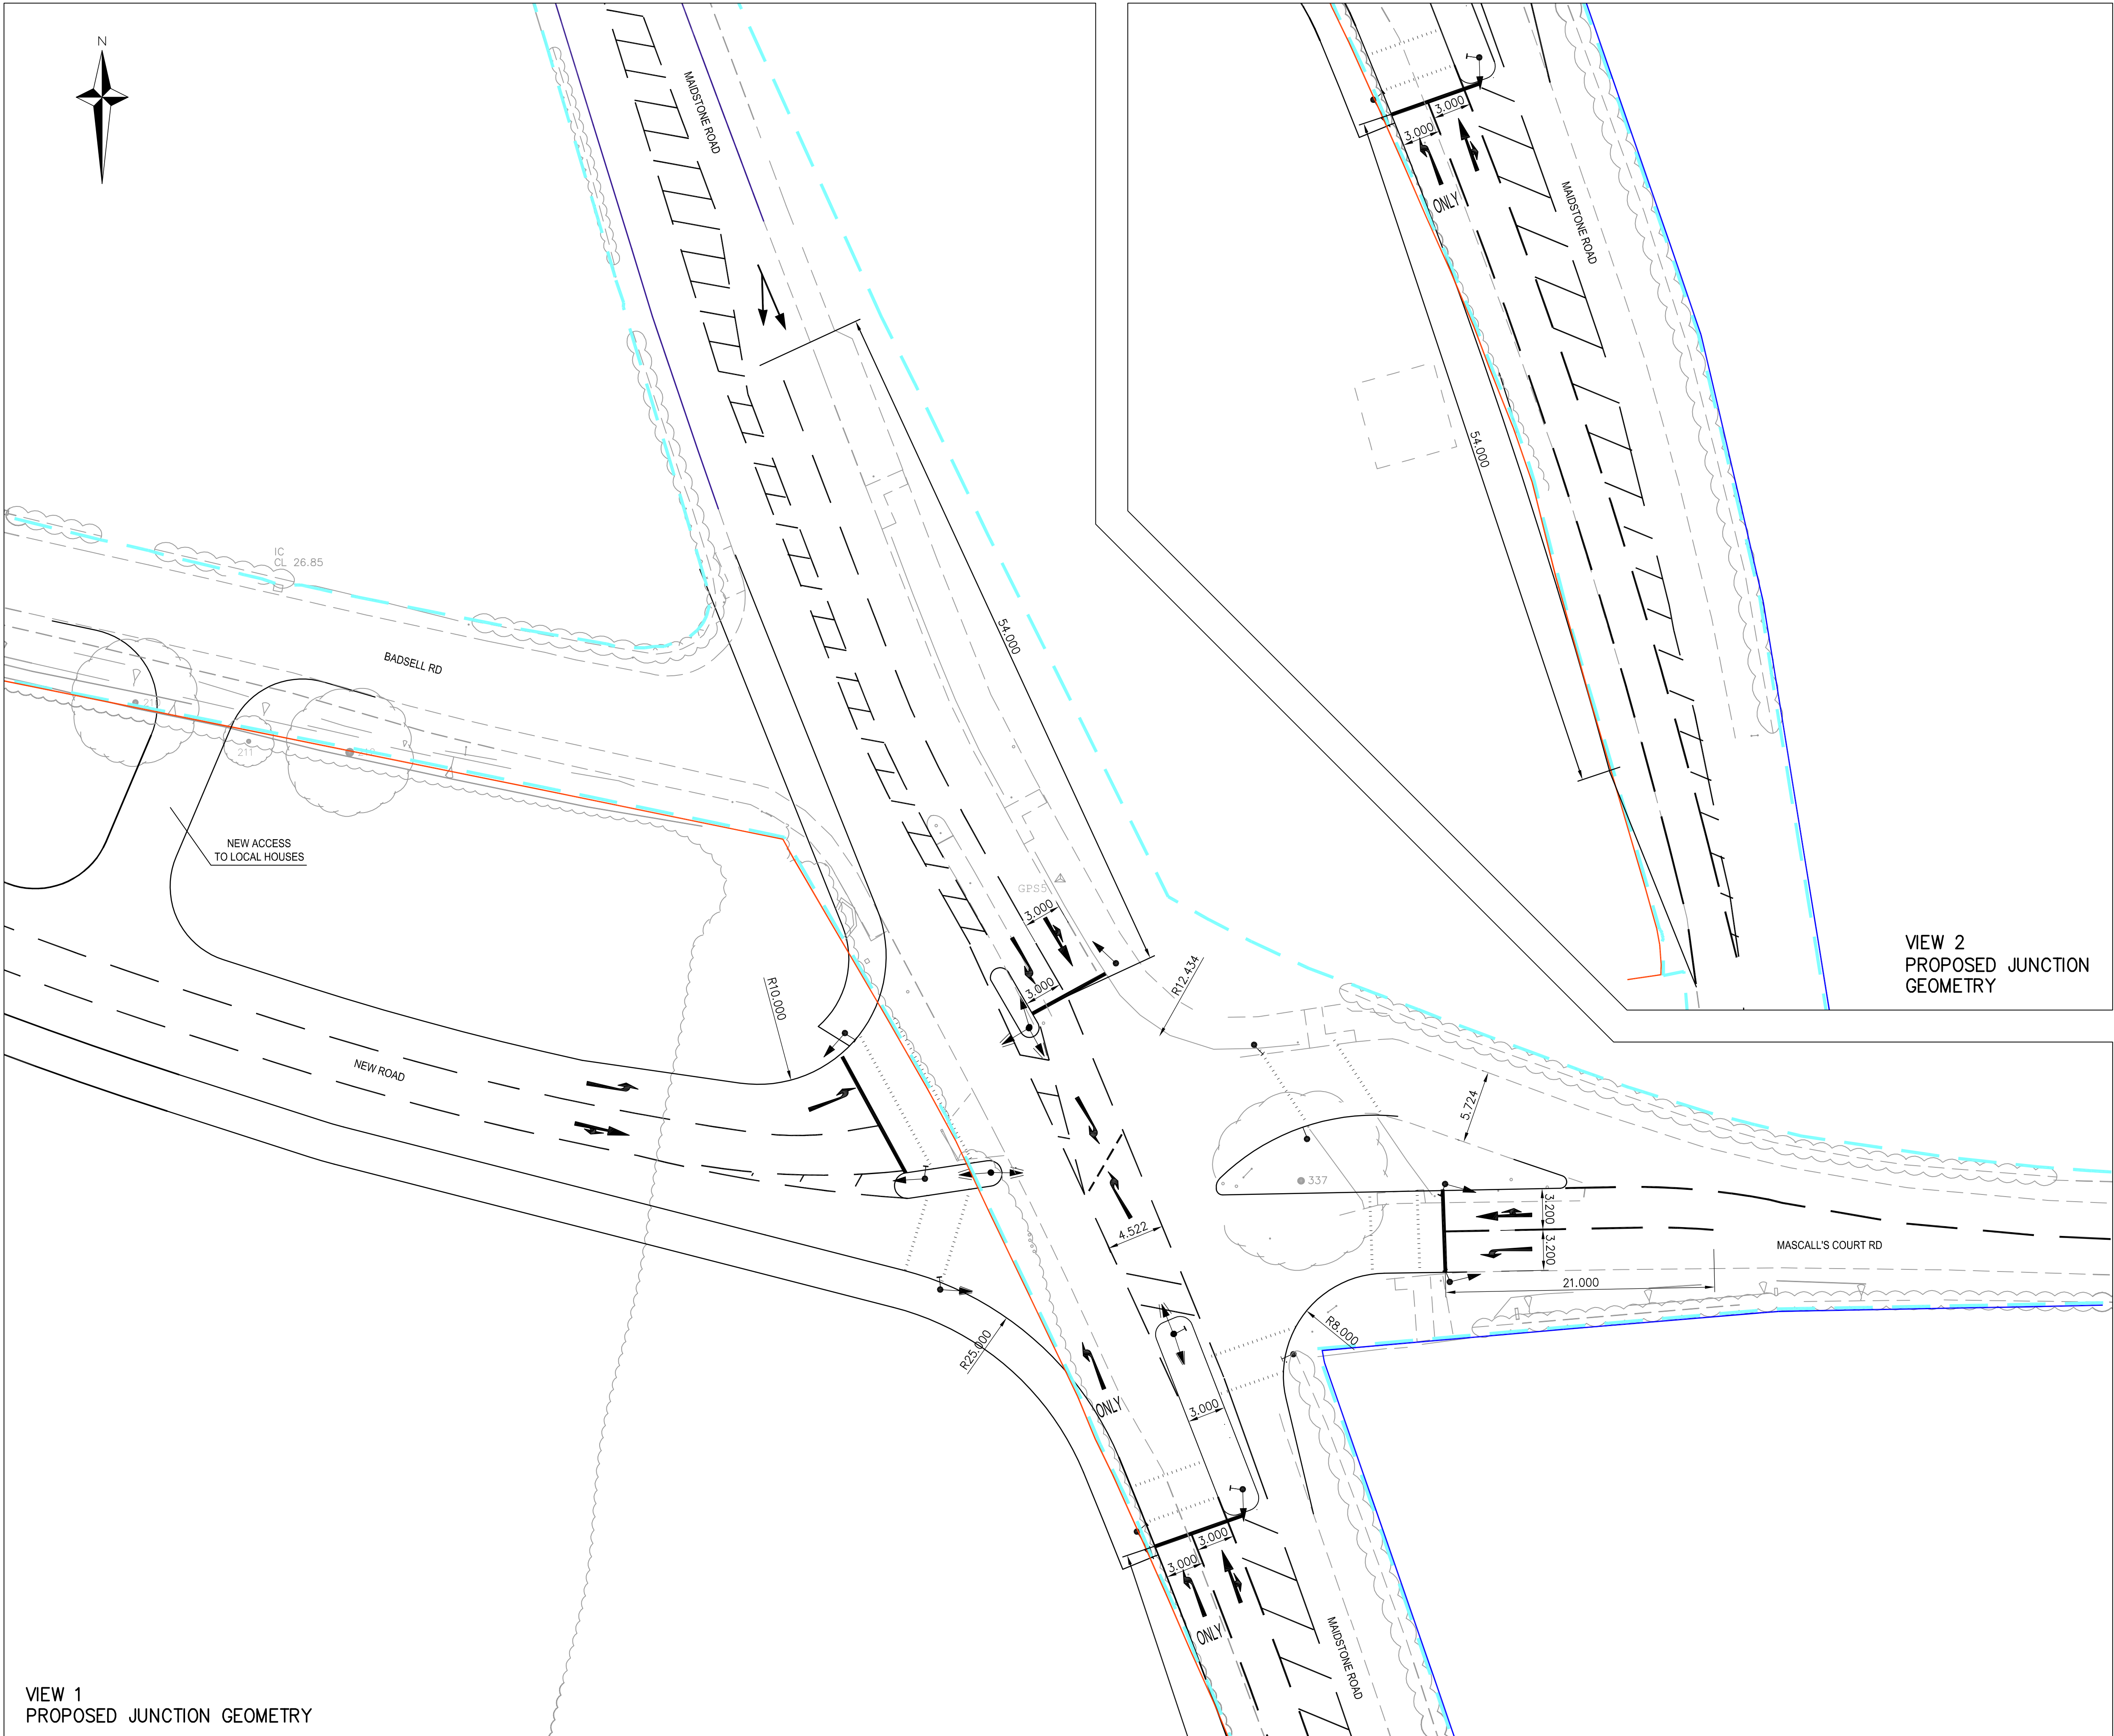 N
MAIDSTONE ROAD
3.000
3.000
ONLY
MAIDSTONE ROAD
54.000
VIEW 2
PROPOSED JUNCTION
GEOMETRY
IC
CL 26.85
BADSELL RD
211
NEW ACCESS
TO LOCAL HOUSES
54.000
GPS5
3.000
3.000
R12.434
R10.000
NEW ROAD
5.724
337
4.522
3.200
3.200
MASCALL'S COURT RD
21.000
R8.000
R25.000
ONLY
3.000
3.000
3.000
ONLY
MAIDSTONE ROAD
VIEW 1
PROPOSED JUNCTION GEOMETRY